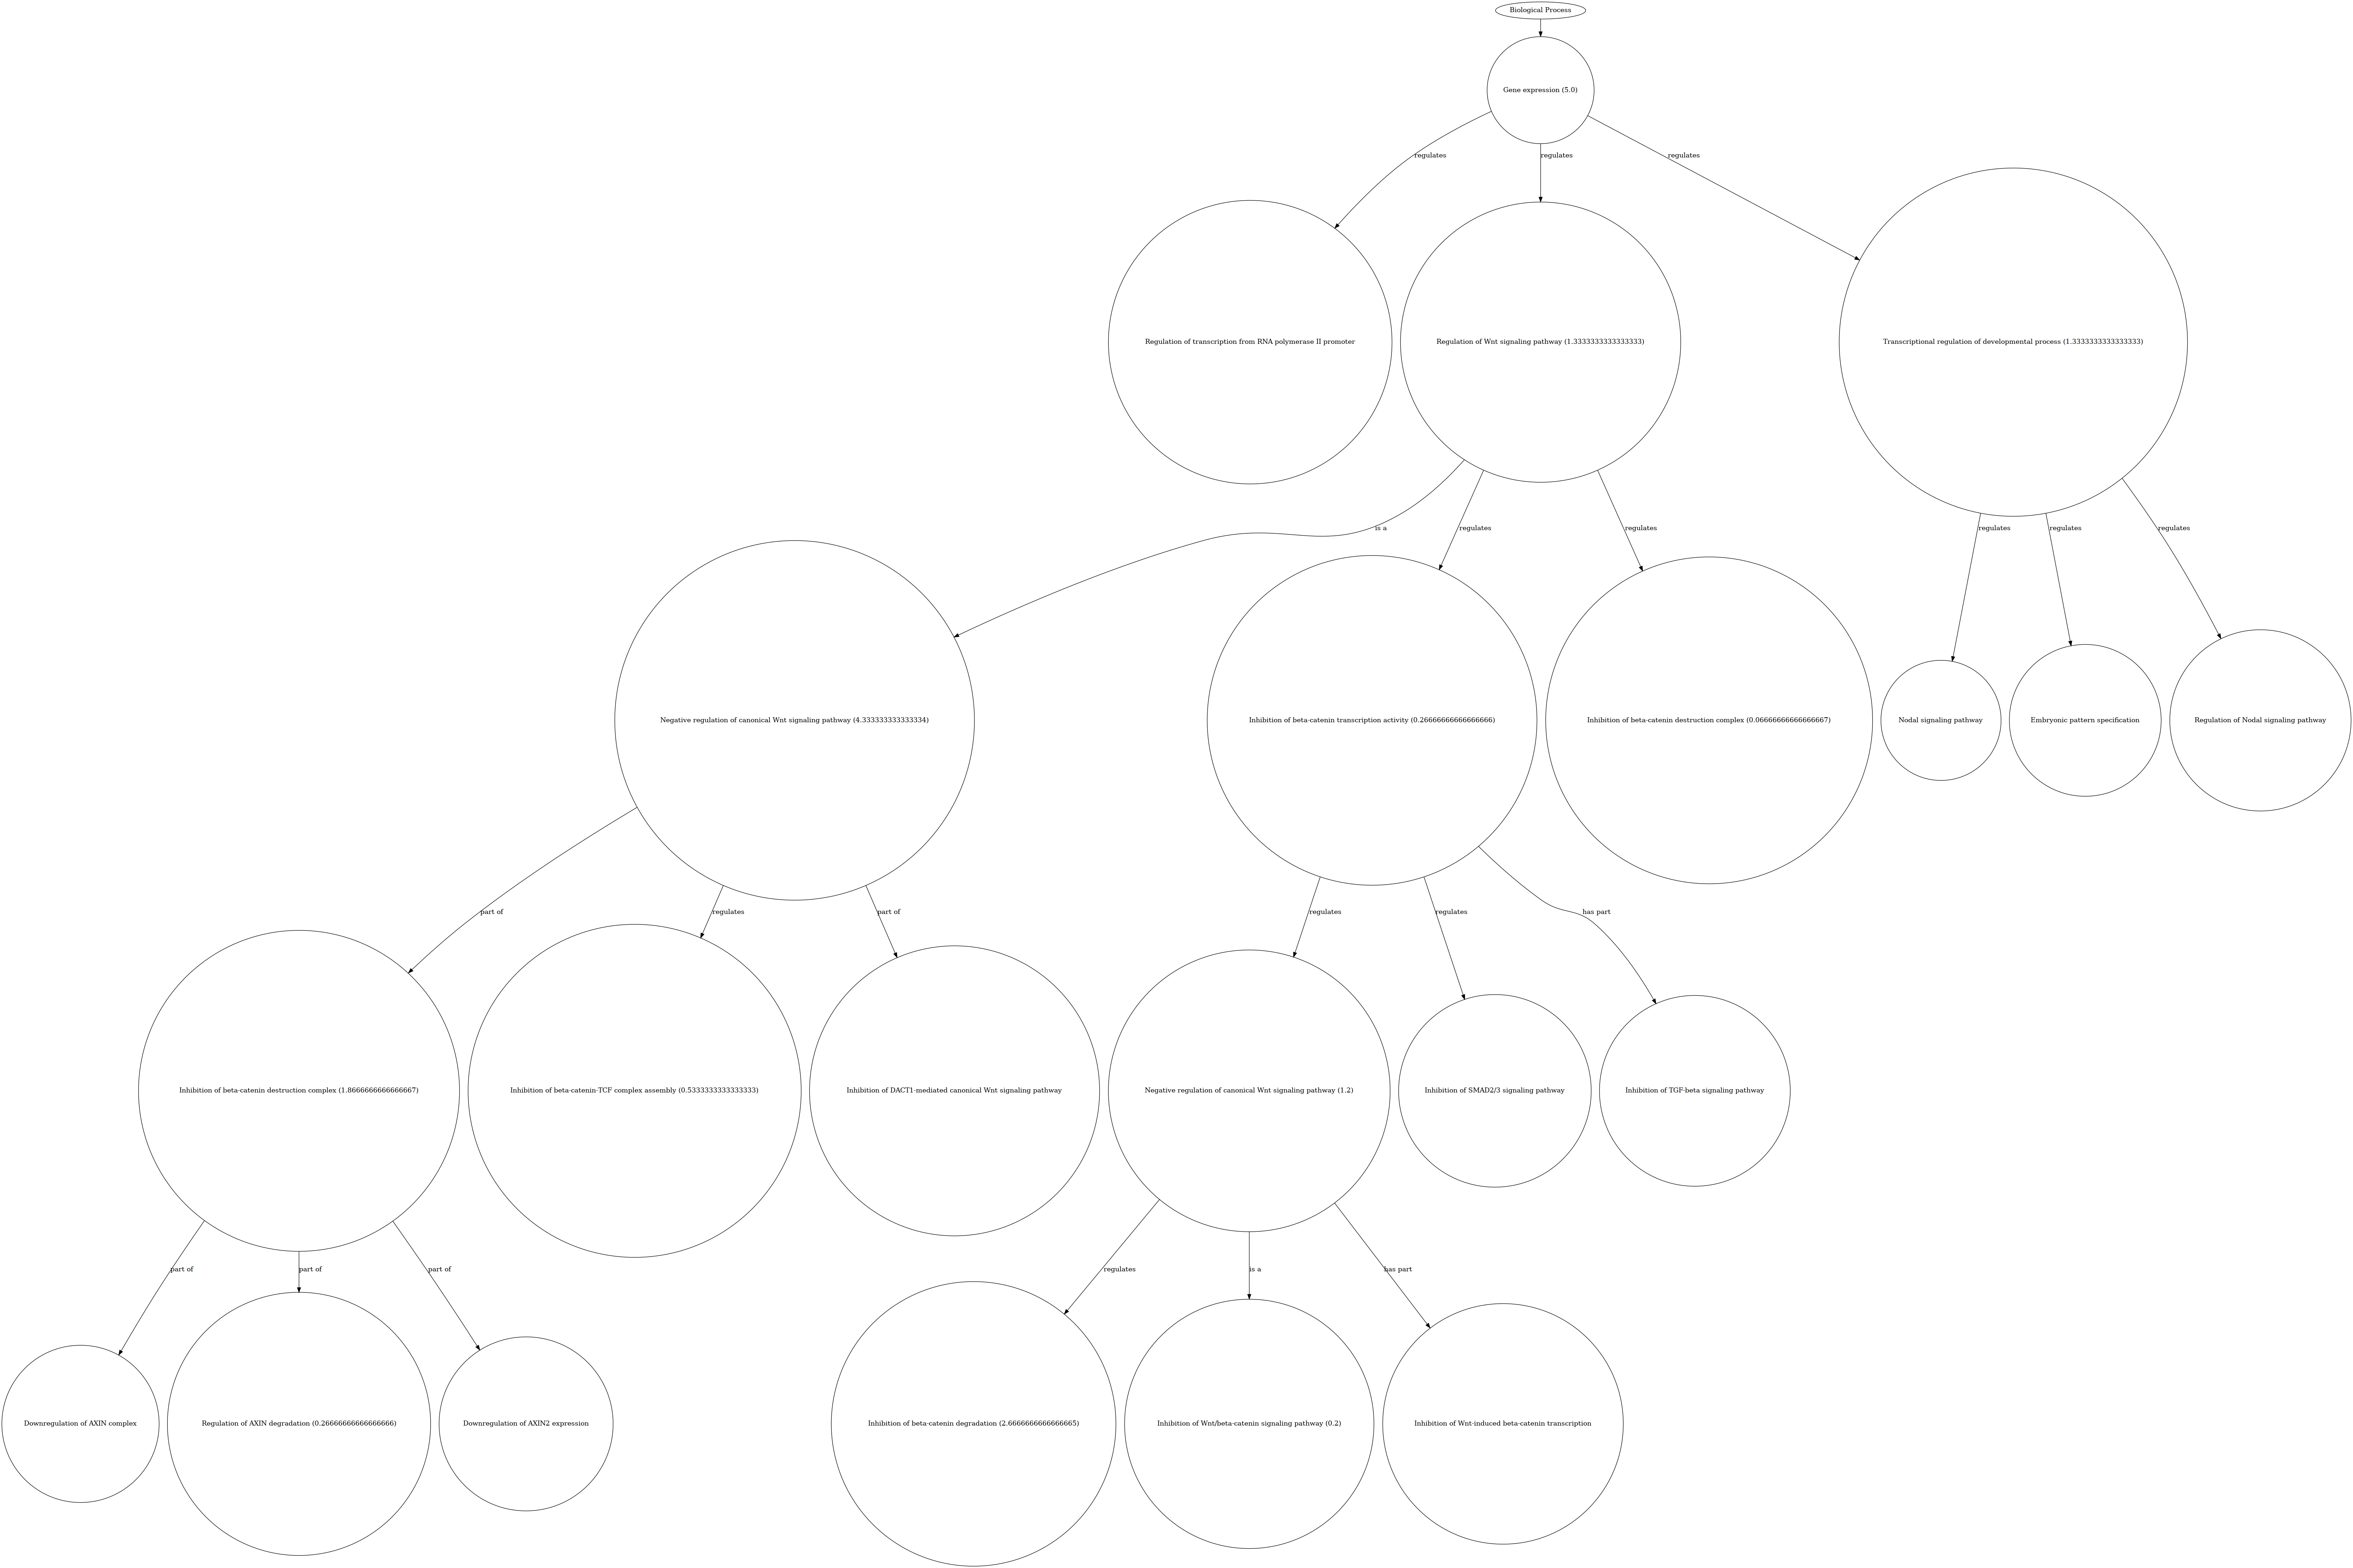 Biological Process
Gene expression (5.0)
regulates
regulates
regulates
Regulation of transcription from RNA polymerase II promoter
Regulation of Wnt signaling pathway (1.3333333333333333)
Transcriptional regulation of developmental process (1.3333333333333333)
is a
regulates
regulates
regulates
regulates
regulates
Negative regulation of canonical Wnt signaling pathway (4.333333333333334)
Inhibition of beta-catenin transcription activity (0.26666666666666666)
Inhibition of beta-catenin destruction complex (0.06666666666666667)
Nodal signaling pathway
Embryonic pattern specification
Regulation of Nodal signaling pathway
part of
regulates
part of
regulates
regulates
has part
Inhibition of beta-catenin destruction complex (1.8666666666666667)
Inhibition of beta-catenin-TCF complex assembly (0.5333333333333333)
Inhibition of DACT1-mediated canonical Wnt signaling pathway
Negative regulation of canonical Wnt signaling pathway (1.2)
Inhibition of SMAD2/3 signaling pathway
Inhibition of TGF-beta signaling pathway
part of
part of
part of
regulates
is a
has part
Downregulation of AXIN complex
Regulation of AXIN degradation (0.26666666666666666)
Downregulation of AXIN2 expression
Inhibition of beta-catenin degradation (2.6666666666666665)
Inhibition of Wnt/beta-catenin signaling pathway (0.2)
Inhibition of Wnt-induced beta-catenin transcription